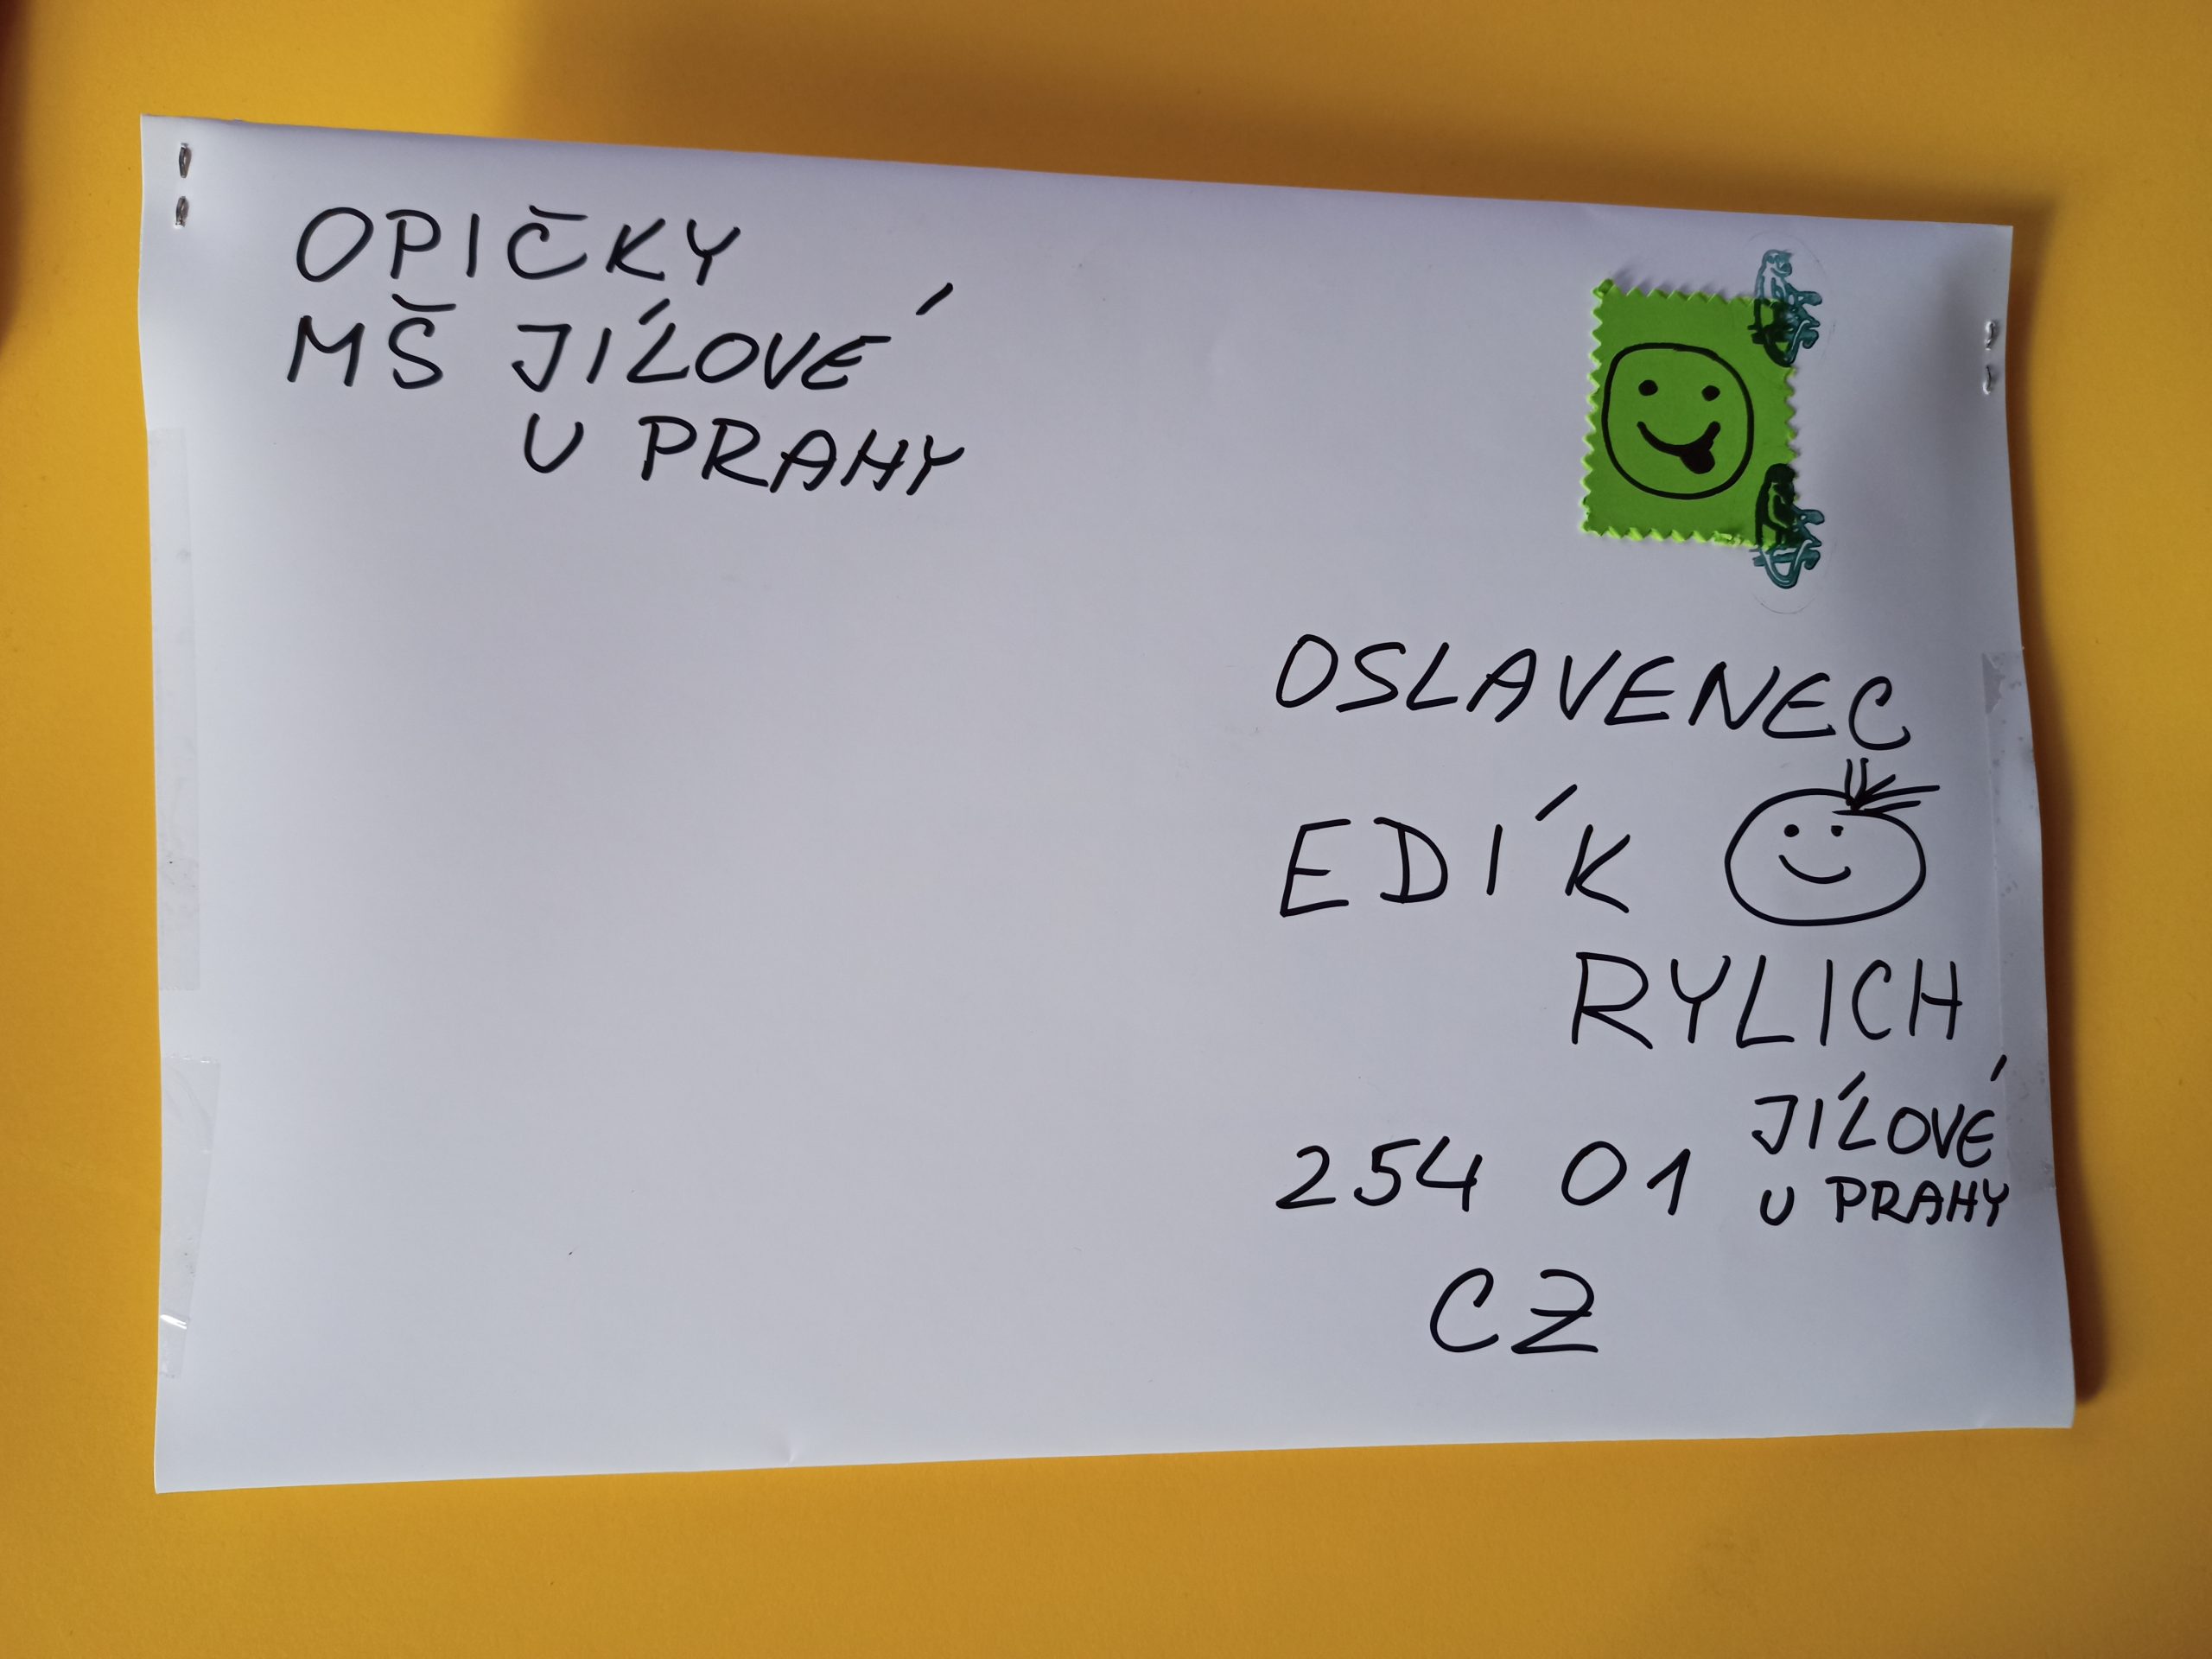 OPIČKY
MŠ JÍLOVÉ
U PRAHY
OSLAVENEC
EDÍK
RYLICH
254 01 JÍLOVÉ
U PRAHY
CZ